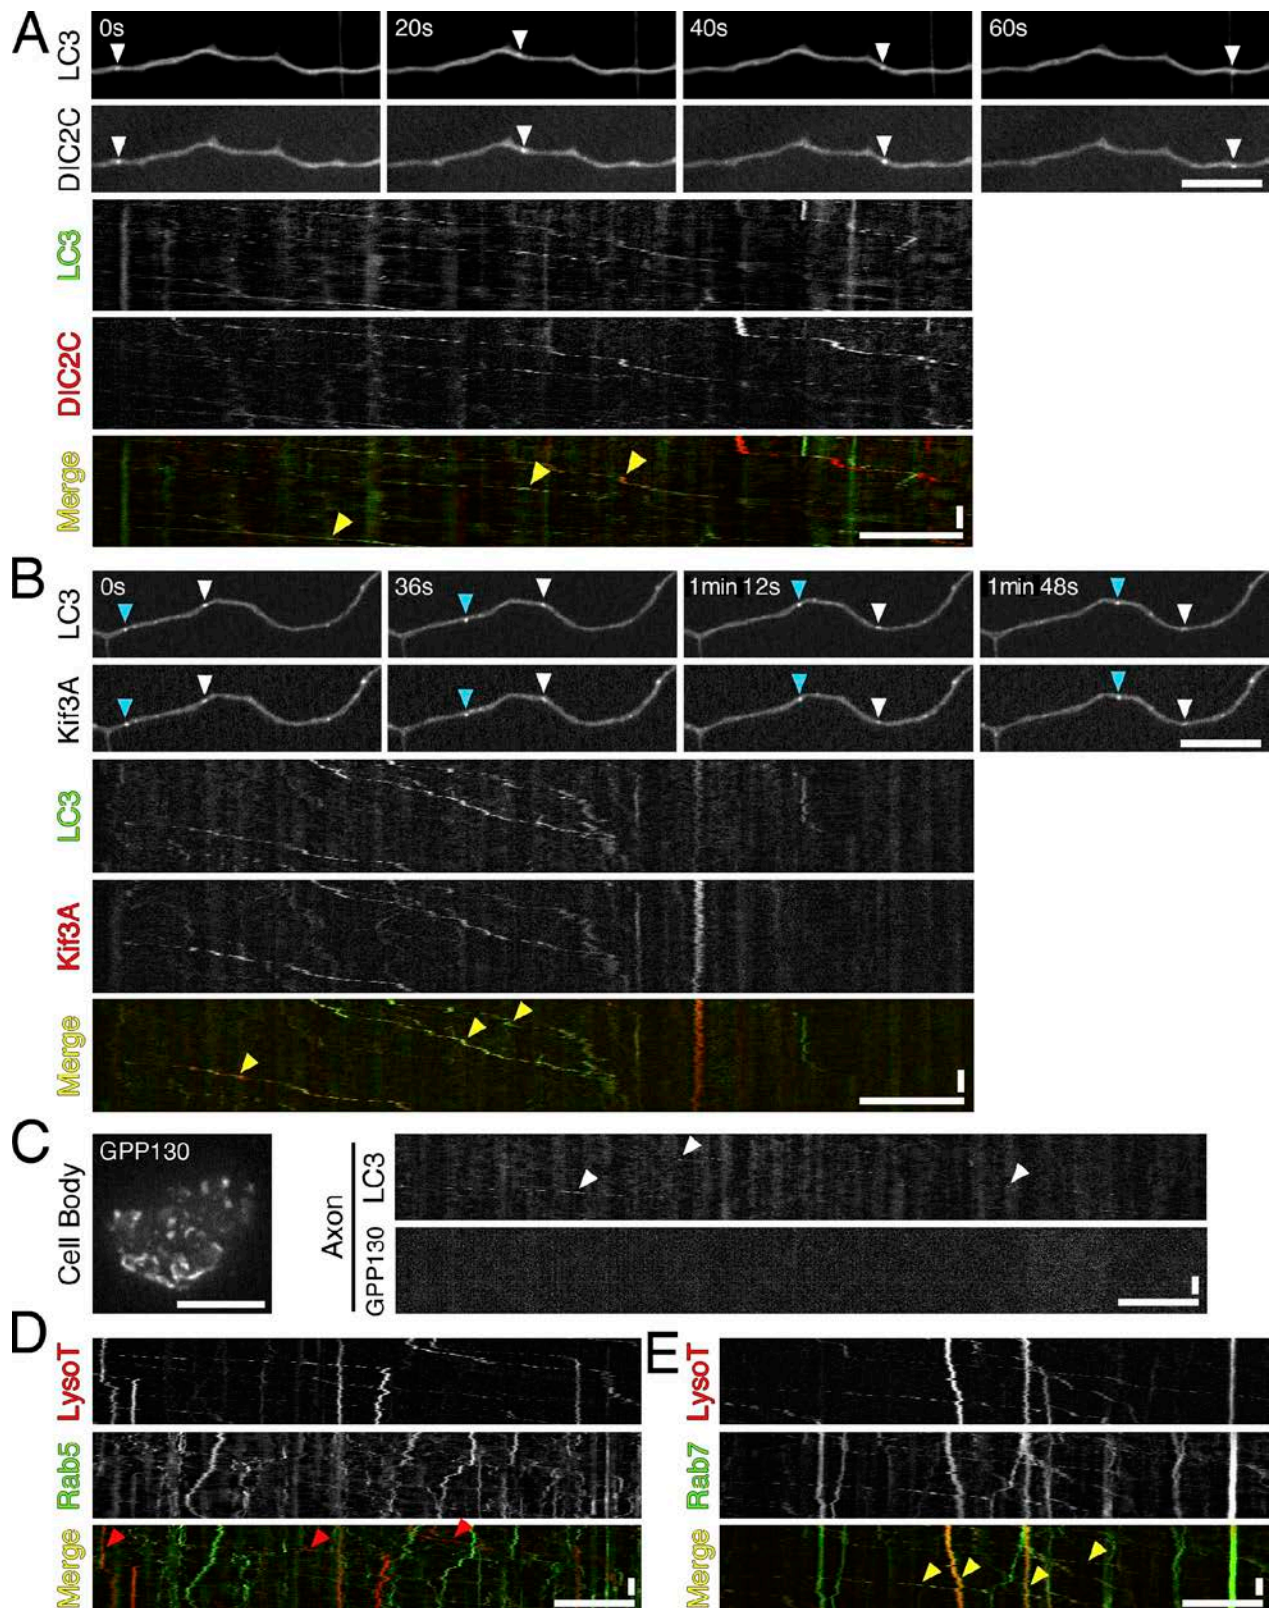 A
LC3
0s
20s
40s
60s
DIC2C
LC3
DIC2C
Merge
B
LC3
0s
36s
1min 12s
1min 48s
Kif3A
LC3
Kif3A
Merge
C
Cell Body
GPP130
Axon
LC3
GPP130
D
LysoT
Rab5
Merge
E
LysoT
Rab7
Merge